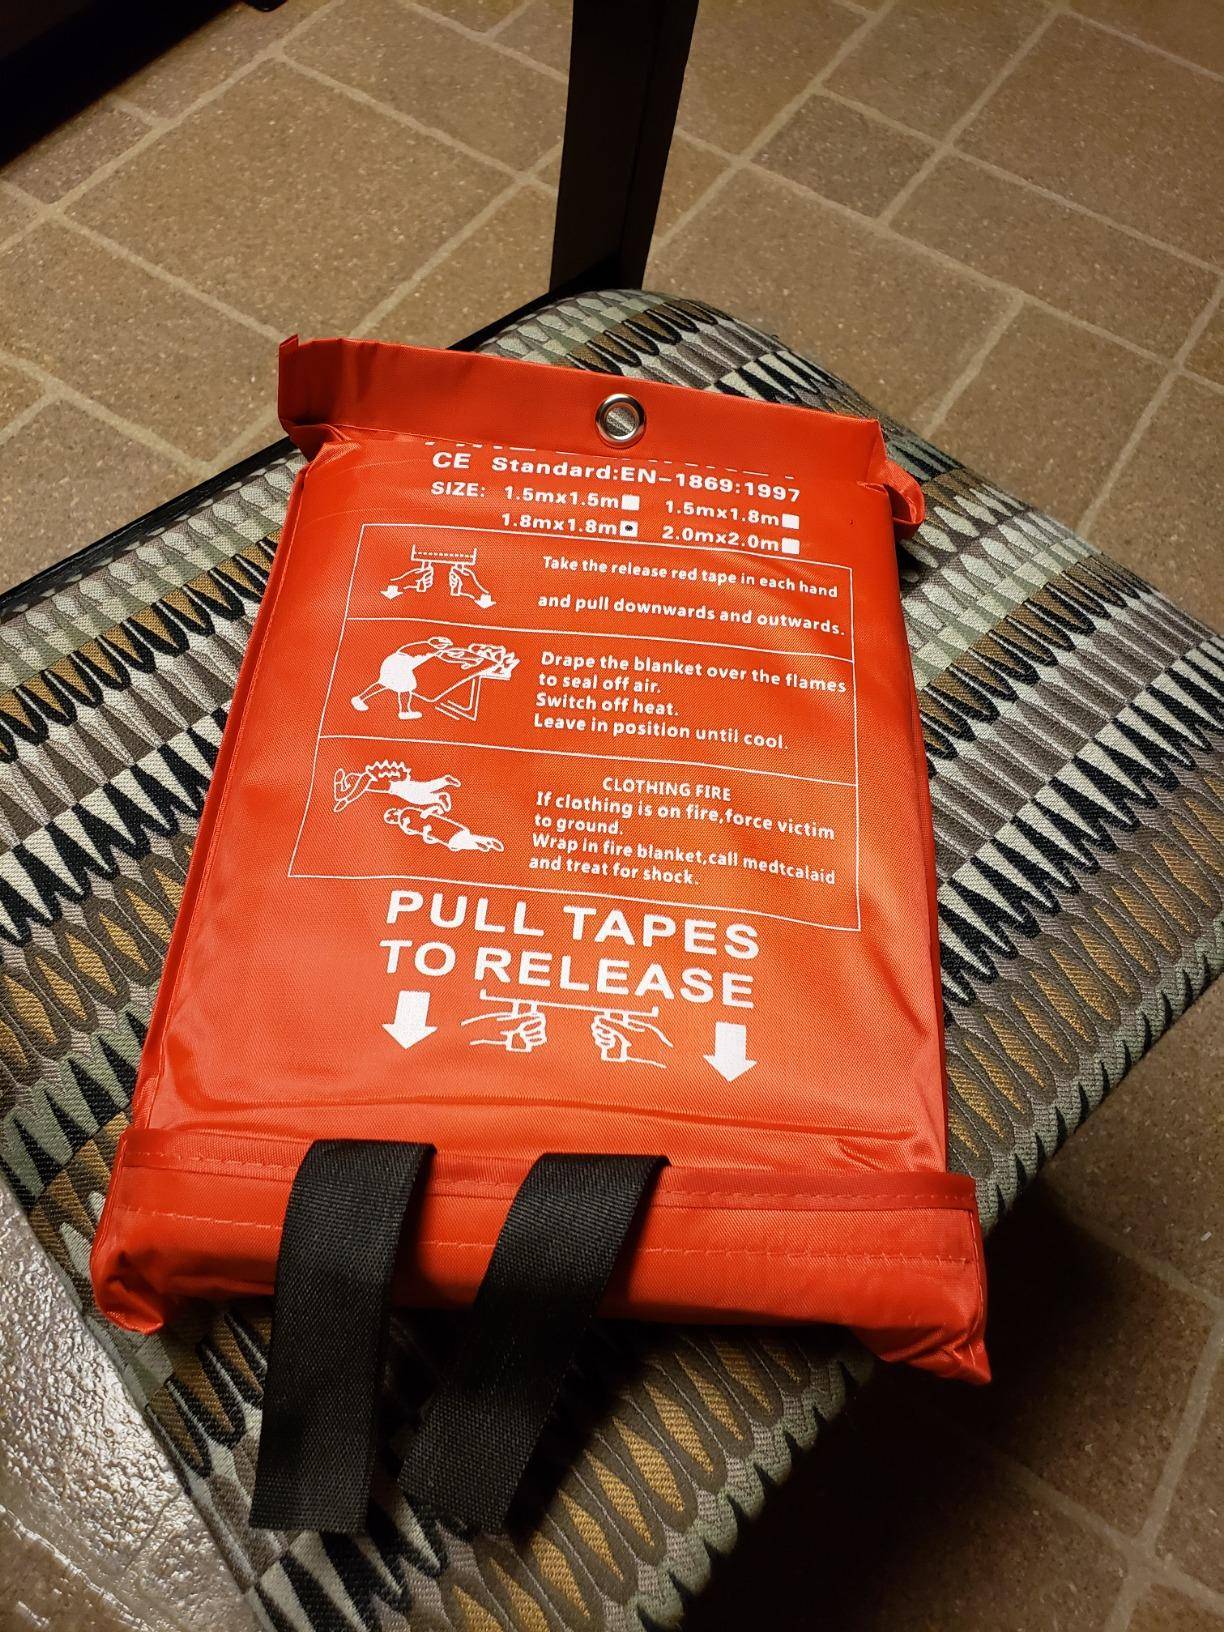 CE Standard:EN-1869:1997
SIZE: 1.5mx1.5m 1.5mx1.8m
1.8mx1.8m 2.0mx2.0m
Take the release red tape in each hand
and pull downwards and outwards.
Drape the blanket over the flames
to seal off air.
Switch off heat.
Leave in position until cool.
CLOTHING FIRE
If clothing is on fire,force victim
to ground.
Wrap in fire blanket,call medtcalaid
and treat for shock.
PULL TAPES
TO RELEASE